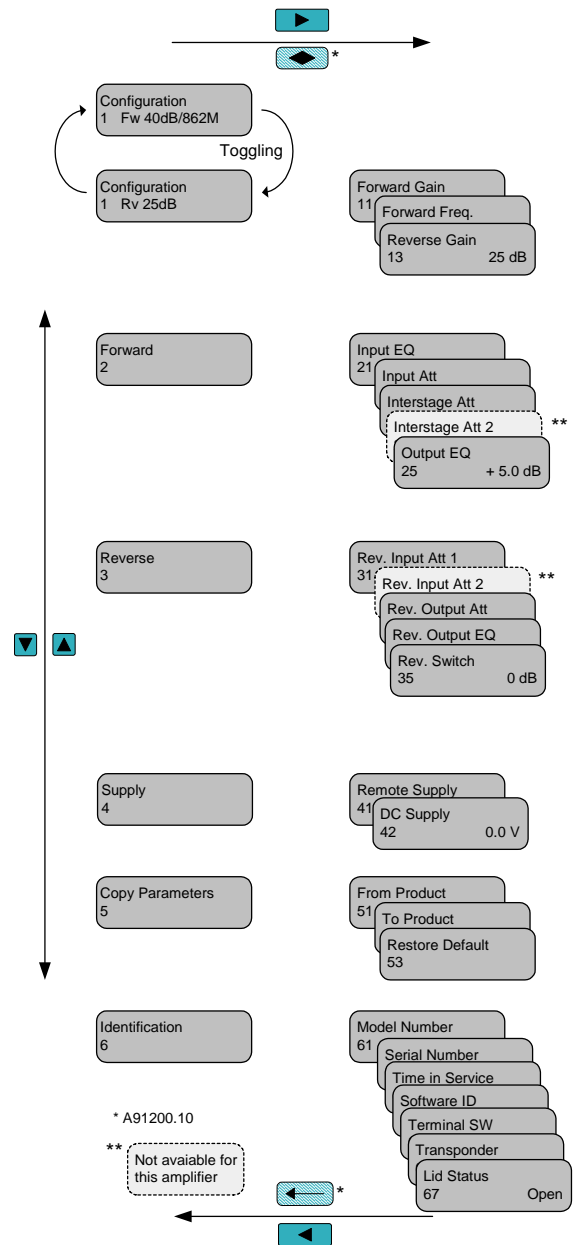 *
Configuration
1 Fw 40dB/862M
Toggling
Configuration
1 Rv 25dB
Forward Gain
11
Forward Freq.
Reverse Gain
13 25 dB
Forward
2
Input EQ
21
Input Att
Interstage Att
Interstage Att 2
**
Output EQ
25 + 5.0 dB
Reverse
3
Rev. Input Att 1
31
Rev. Input Att 2
**
Rev. Output Att
Rev. Output EQ
Rev. Switch
35 0 dB
Supply
4
Remote Supply
41
DC Supply
42 0.0 V
Copy Parameters
5
From Product
51
To Product
Restore Default
53
Identification
6
Model Number
61
Serial Number
Time in Service
Software ID
Terminal SW
Transponder
Lid Status
67 Open
* A91200.10
** Not avaiable for
this amplifier
*